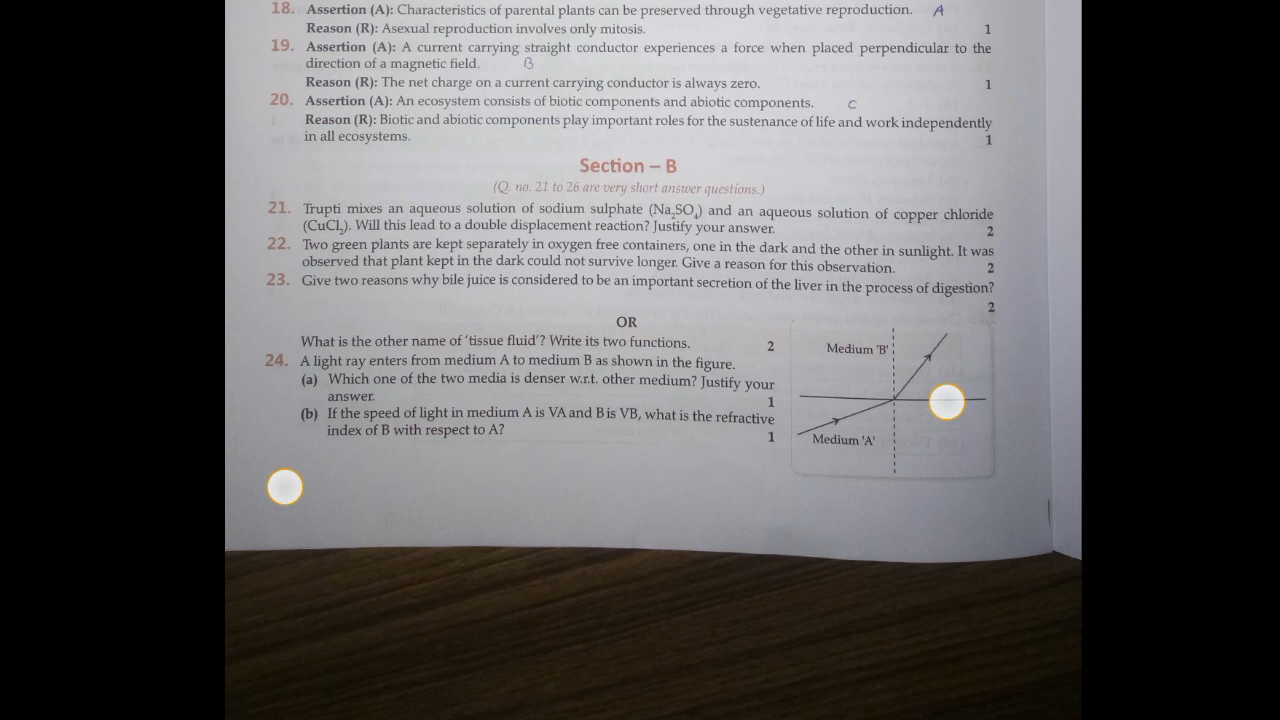 18. Assertion (A): Characteristics of parental plants can be preserved through vegetative reproduction. A
Reason (R): Asexual reproduction involves only mitosis. 1
19. Assertion (A): A current carrying straight conductor experiences a force when placed perpendicular to the
direction of a magnetic field. B
Reason (R): The net charge on a current carrying conductor is always zero. 1
20. Assertion (A): An ecosystem consists of biotic components and abiotic components. C
Reason (R): Biotic and abiotic components play important roles for the sustenance of life and work independently
in all ecosystems. 1
Section – B
(Q. no. 21 to 26 are very short answer questions.)
21. Trupti mixes an aqueous solution of sodium sulphate (Na₂SO₄) and an aqueous solution of copper chloride
(CuCl₂). Will this lead to a double displacement reaction? Justify your answer. 2
22. Two green plants are kept separately in oxygen free containers, one in the dark and the other in sunlight. It was
observed that plant kept in the dark could not survive longer. Give a reason for this observation. 2
23. Give two reasons why bile juice is considered to be an important secretion of the liver in the process of digestion?
2
OR
What is the other name of 'tissue fluid'? Write its two functions. 2
24. A light ray enters from medium A to medium B as shown in the figure.
(a) Which one of the two media is denser w.r.t. other medium? Justify your
answer. 1
(b) If the speed of light in medium A is VA and B is VB, what is the refractive
index of B with respect to A? 1
Medium 'B'
Medium 'A'